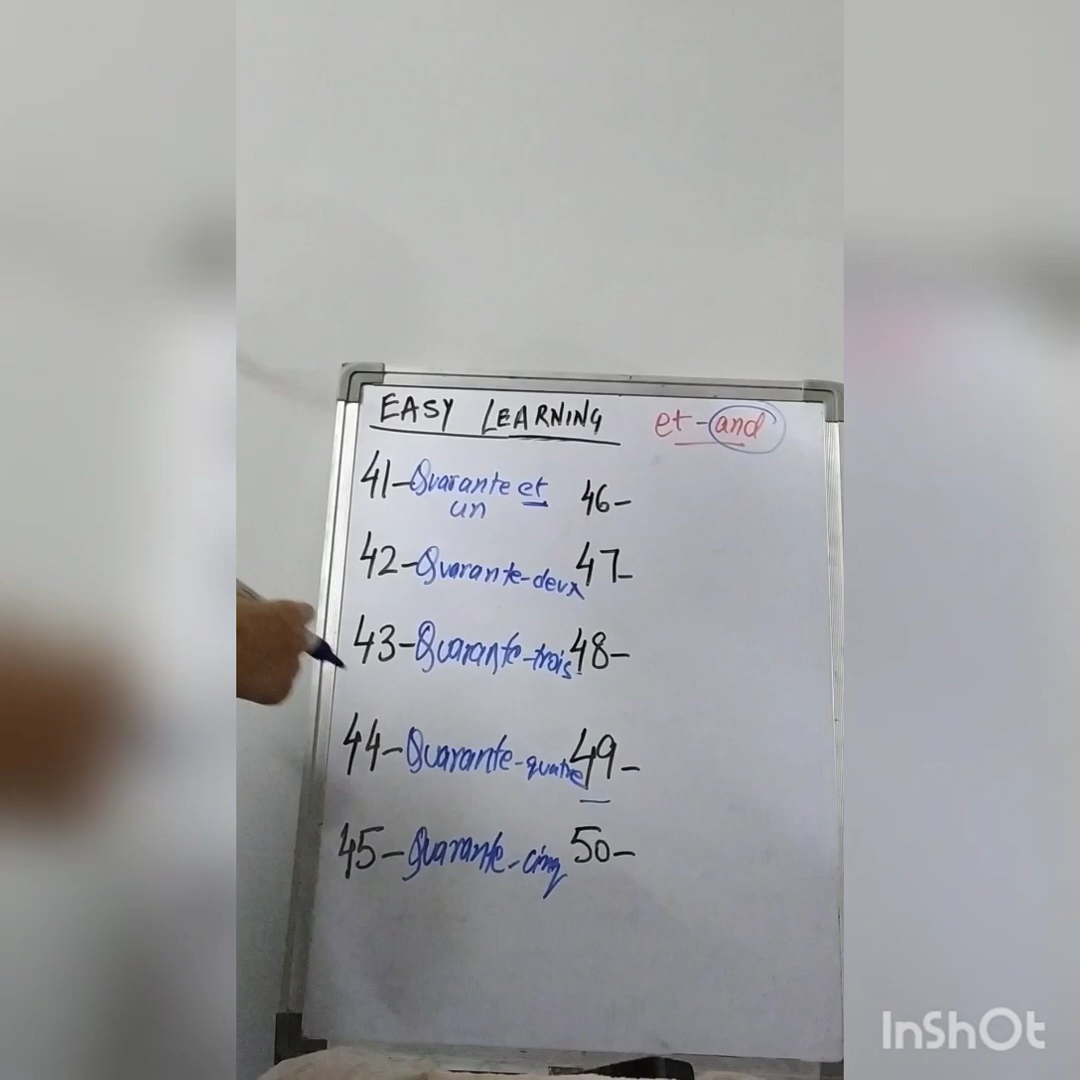 EASY LEARNING et - and
41 - Quarante et
un
42 - Quarante-deux
43 - Quarante-trois
44 - Quarante-quatre
45 - Quarante-cinq
46 -
47 -
48 -
49 -
50 -
InShOt